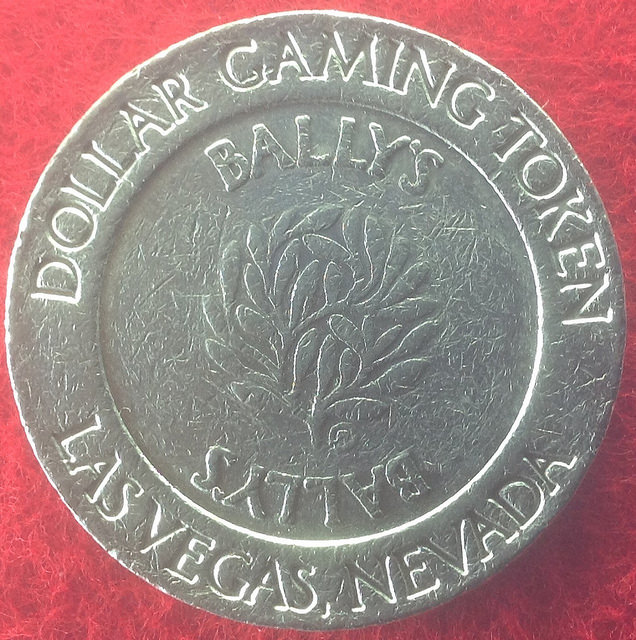 DOLLAR GAMING TOKEN
BALLY'S
BALLY'S
LAS VEGAS, NEVADA